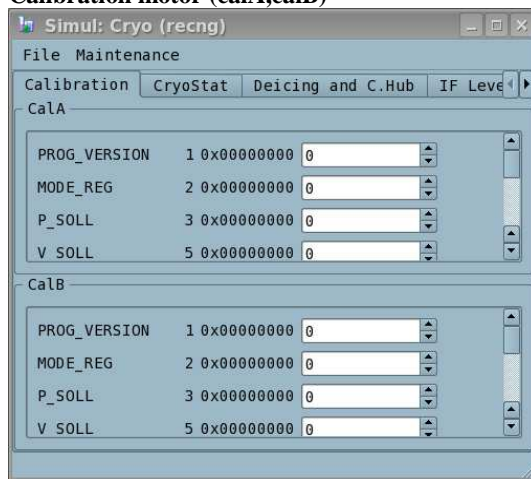 Calibration motor (calA,calB)
Simul: Cryo (recng)
File Maintenance
Calibration CryoStat Deicing and C.Hub IF Leve
CalA
PROG_VERSION 1 0x00000000 0
MODE_REG 2 0x00000000 0
P_SOLL 3 0x00000000 0
V SOLL 5 0x00000000 0
CalB
PROG_VERSION 1 0x00000000 0
MODE_REG 2 0x00000000 0
P_SOLL 3 0x00000000 0
V SOLL 5 0x00000000 0